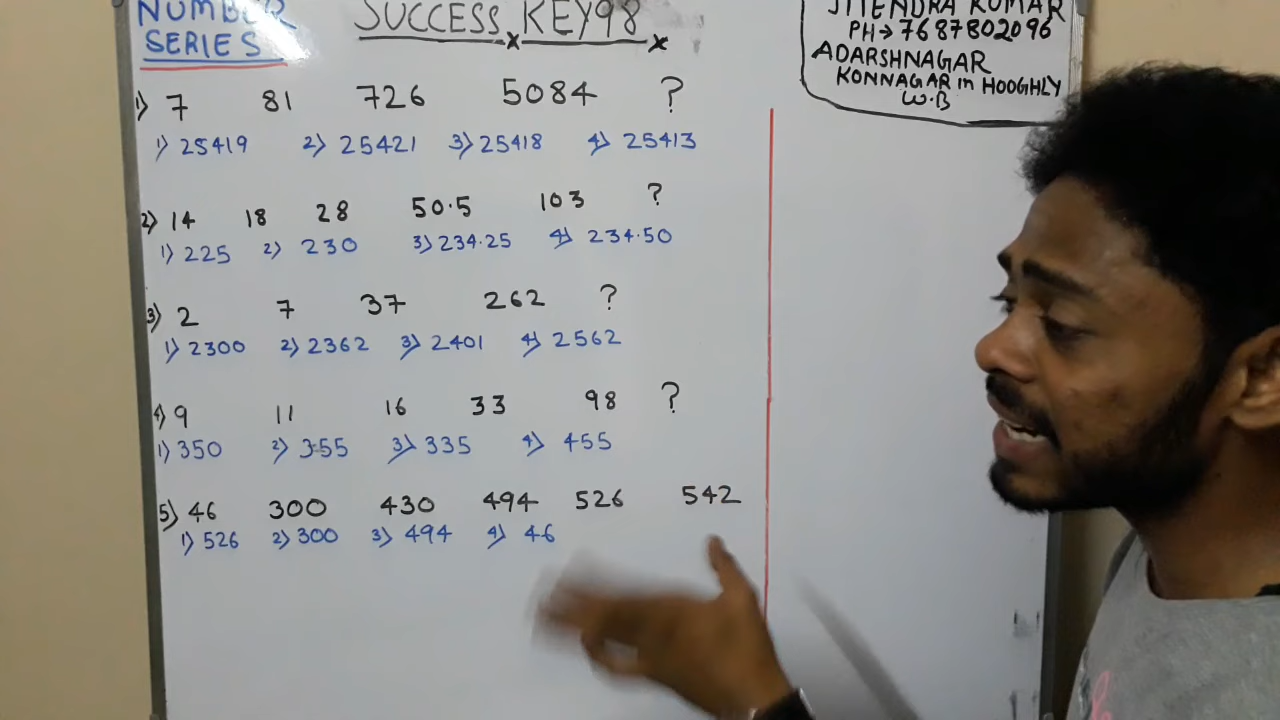 NUMBER
SERIES
SUCCESS KEY98
JITENDRA KUMAR
PH→7687802096
ADARSHNAGAR
KONNAGAR in HOOGHLY
W.B
1) 7 81 726 5084 ?
1) 25419 2) 25421 3) 25418 4) 25413
2) 14 18 28 50.5 103 ?
1) 225 2) 230 3) 234.25 4) 234.50
3) 2 7 37 262 ?
1) 2300 2) 2362 3) 2401 4) 2562
4) 9 11 16 33 98 ?
1) 350 2) 355 3) 335 4) 455
5) 46 300 430 494 526 542
1) 526 2) 300 3) 494 4) 46